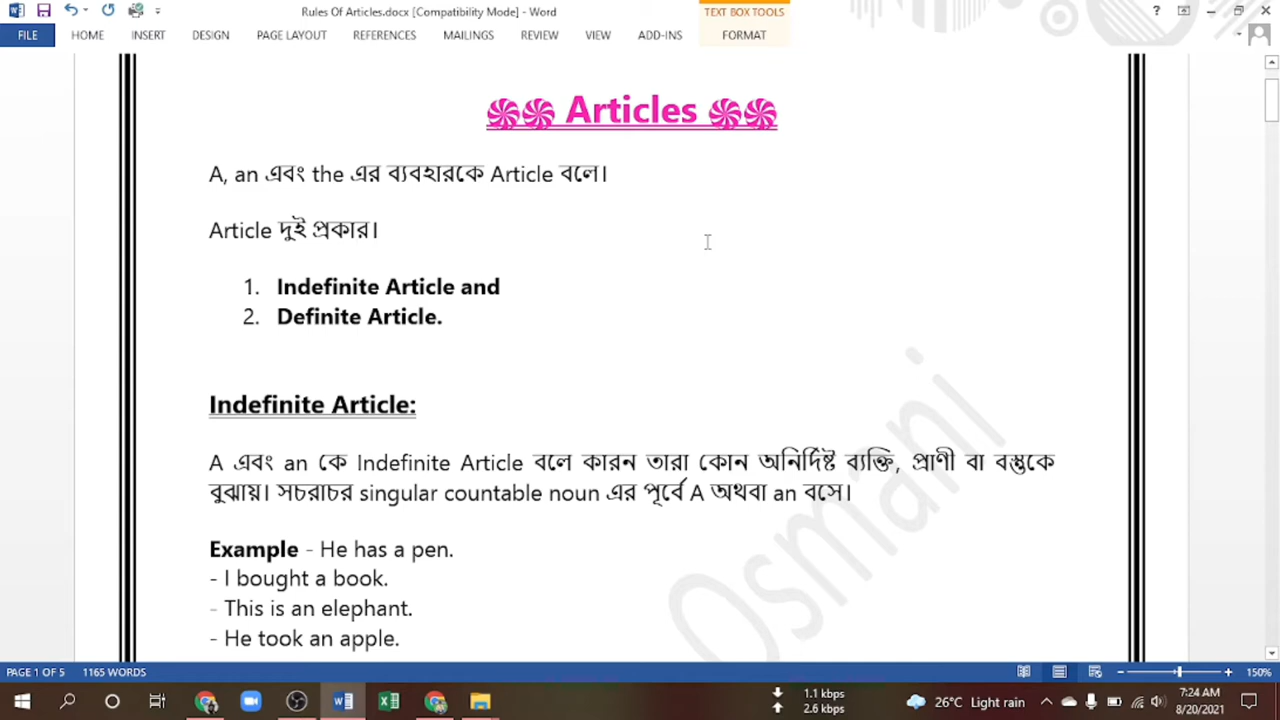 Rules Of Articles.docx [Compatibility Mode] - Word
TEXT BOX TOOLS
?
FILE HOME INSERT DESIGN PAGE LAYOUT REFERENCES MAILINGS REVIEW VIEW ADD-INS FORMAT
Articles
A, an এবং the এর ব্যবহারকে Article বলে।
Article দুই প্রকার।
1. Indefinite Article and
2. Definite Article.
Indefinite Article:
A এবং an কে Indefinite Article বলে কারন তারা কোন অনির্দিষ্ট ব্যক্তি, প্রাণী বা বস্তুকে
বুঝায়। সচরাচর singular countable noun এর পূর্বে A অথবা an বসে।
Example - He has a pen.
- I bought a book.
- This is an elephant.
- He took an apple.
Osmani
PAGE 1 OF 5 1165 WORDS 150%
1.1 kbps
2.6 kbps
26°C Light rain
7:24 AM
8/20/2021